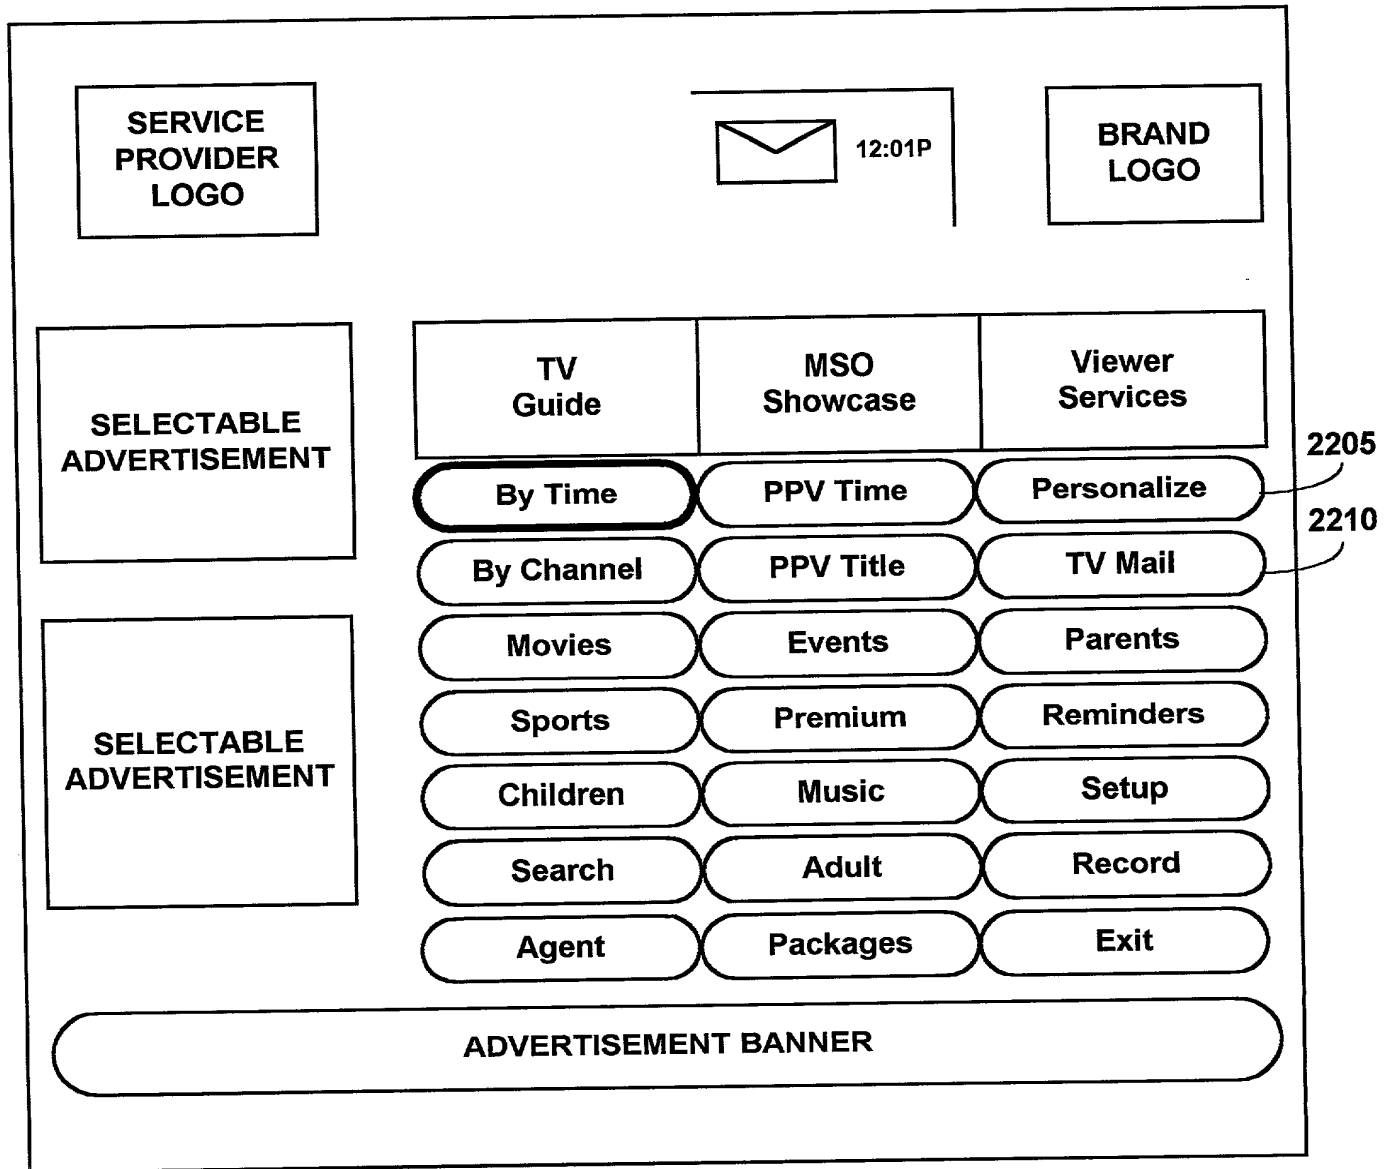 SERVICE
PROVIDER
LOGO
12:01P
BRAND
LOGO
SELECTABLE
ADVERTISEMENT
SELECTABLE
ADVERTISEMENT
TV
Guide
MSO
Showcase
Viewer
Services
By Time
PPV Time
Personalize
2205
By Channel
PPV Title
TV Mail
2210
Movies
Events
Parents
Sports
Premium
Reminders
Children
Music
Setup
Search
Adult
Record
Agent
Packages
Exit
ADVERTISEMENT BANNER